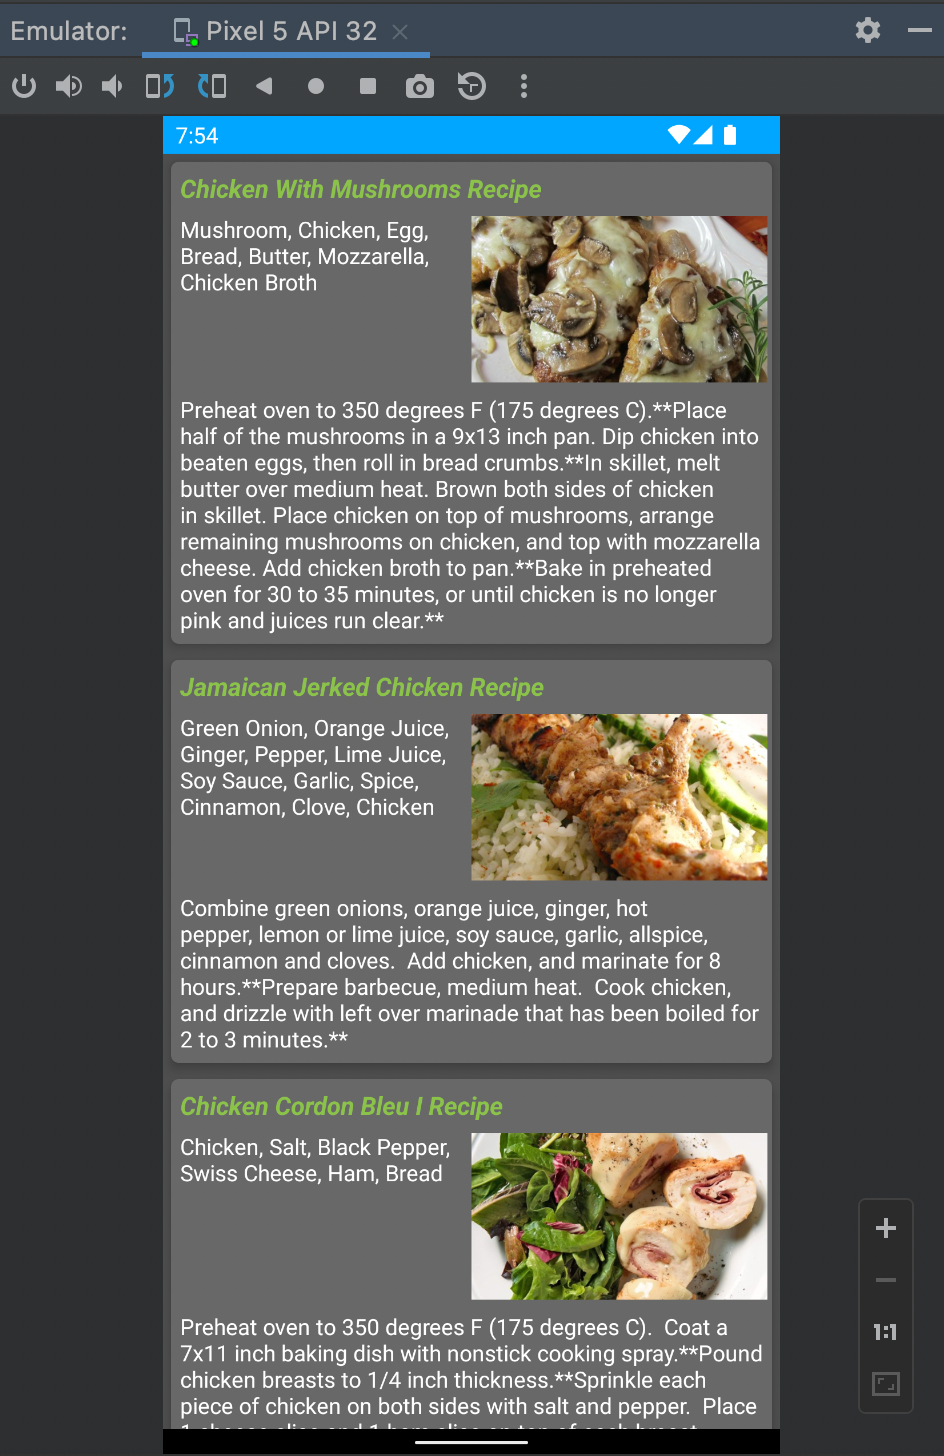 Emulator: Pixel 5 API 32
7:54
Chicken With Mushrooms Recipe
Mushroom, Chicken, Egg,
Bread, Butter, Mozzarella,
Chicken Broth
Preheat oven to 350 degrees F (175 degrees C).**Place
half of the mushrooms in a 9x13 inch pan. Dip chicken into
beaten eggs, then roll in bread crumbs.**In skillet, melt
butter over medium heat. Brown both sides of chicken
in skillet. Place chicken on top of mushrooms, arrange
remaining mushrooms on chicken, and top with mozzarella
cheese. Add chicken broth to pan.**Bake in preheated
oven for 30 to 35 minutes, or until chicken is no longer
pink and juices run clear.**
Jamaican Jerked Chicken Recipe
Green Onion, Orange Juice,
Ginger, Pepper, Lime Juice,
Soy Sauce, Garlic, Spice,
Cinnamon, Clove, Chicken
Combine green onions, orange juice, ginger, hot
pepper, lemon or lime juice, soy sauce, garlic, allspice,
cinnamon and cloves.  Add chicken, and marinate for 8
hours.**Prepare barbecue, medium heat.  Cook chicken,
and drizzle with left over marinade that has been boiled for
2 to 3 minutes.**
Chicken Cordon Bleu I Recipe
Chicken, Salt, Black Pepper,
Swiss Cheese, Ham, Bread
Preheat oven to 350 degrees F (175 degrees C).  Coat a
7x11 inch baking dish with nonstick cooking spray.**Pound
chicken breasts to 1/4 inch thickness.**Sprinkle each
piece of chicken on both sides with salt and pepper.  Place
1:1